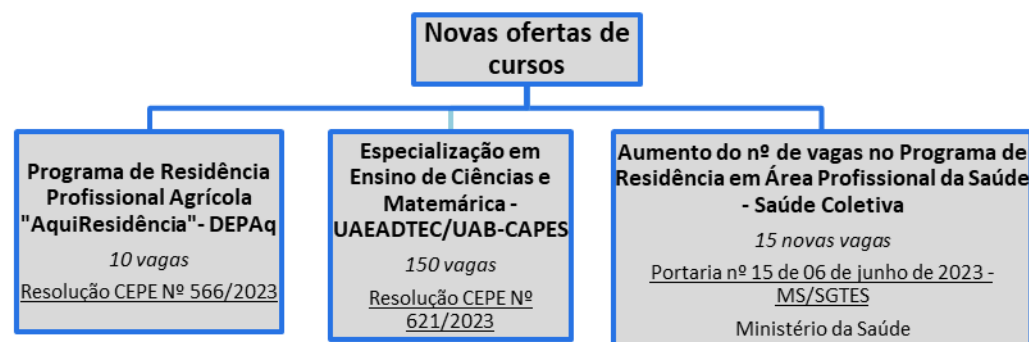 Novas ofertas de
cursos
Programa de Residência
Profissional Agrícola
"AquiResidência"- DEPAq
10 vagas
Resolução CEPE Nº 566/2023
Especialização em
Ensino de Ciências e
Matemárica -
UAEADTEC/UAB-CAPES
150 vagas
Resolução CEPE Nº
621/2023
Aumento do nº de vagas no Programa de
Residência em Área Profissional da Saúde
- Saúde Coletiva
15 novas vagas
Portaria nº 15 de 06 de junho de 2023 -
MS/SGTES
Ministério da Saúde